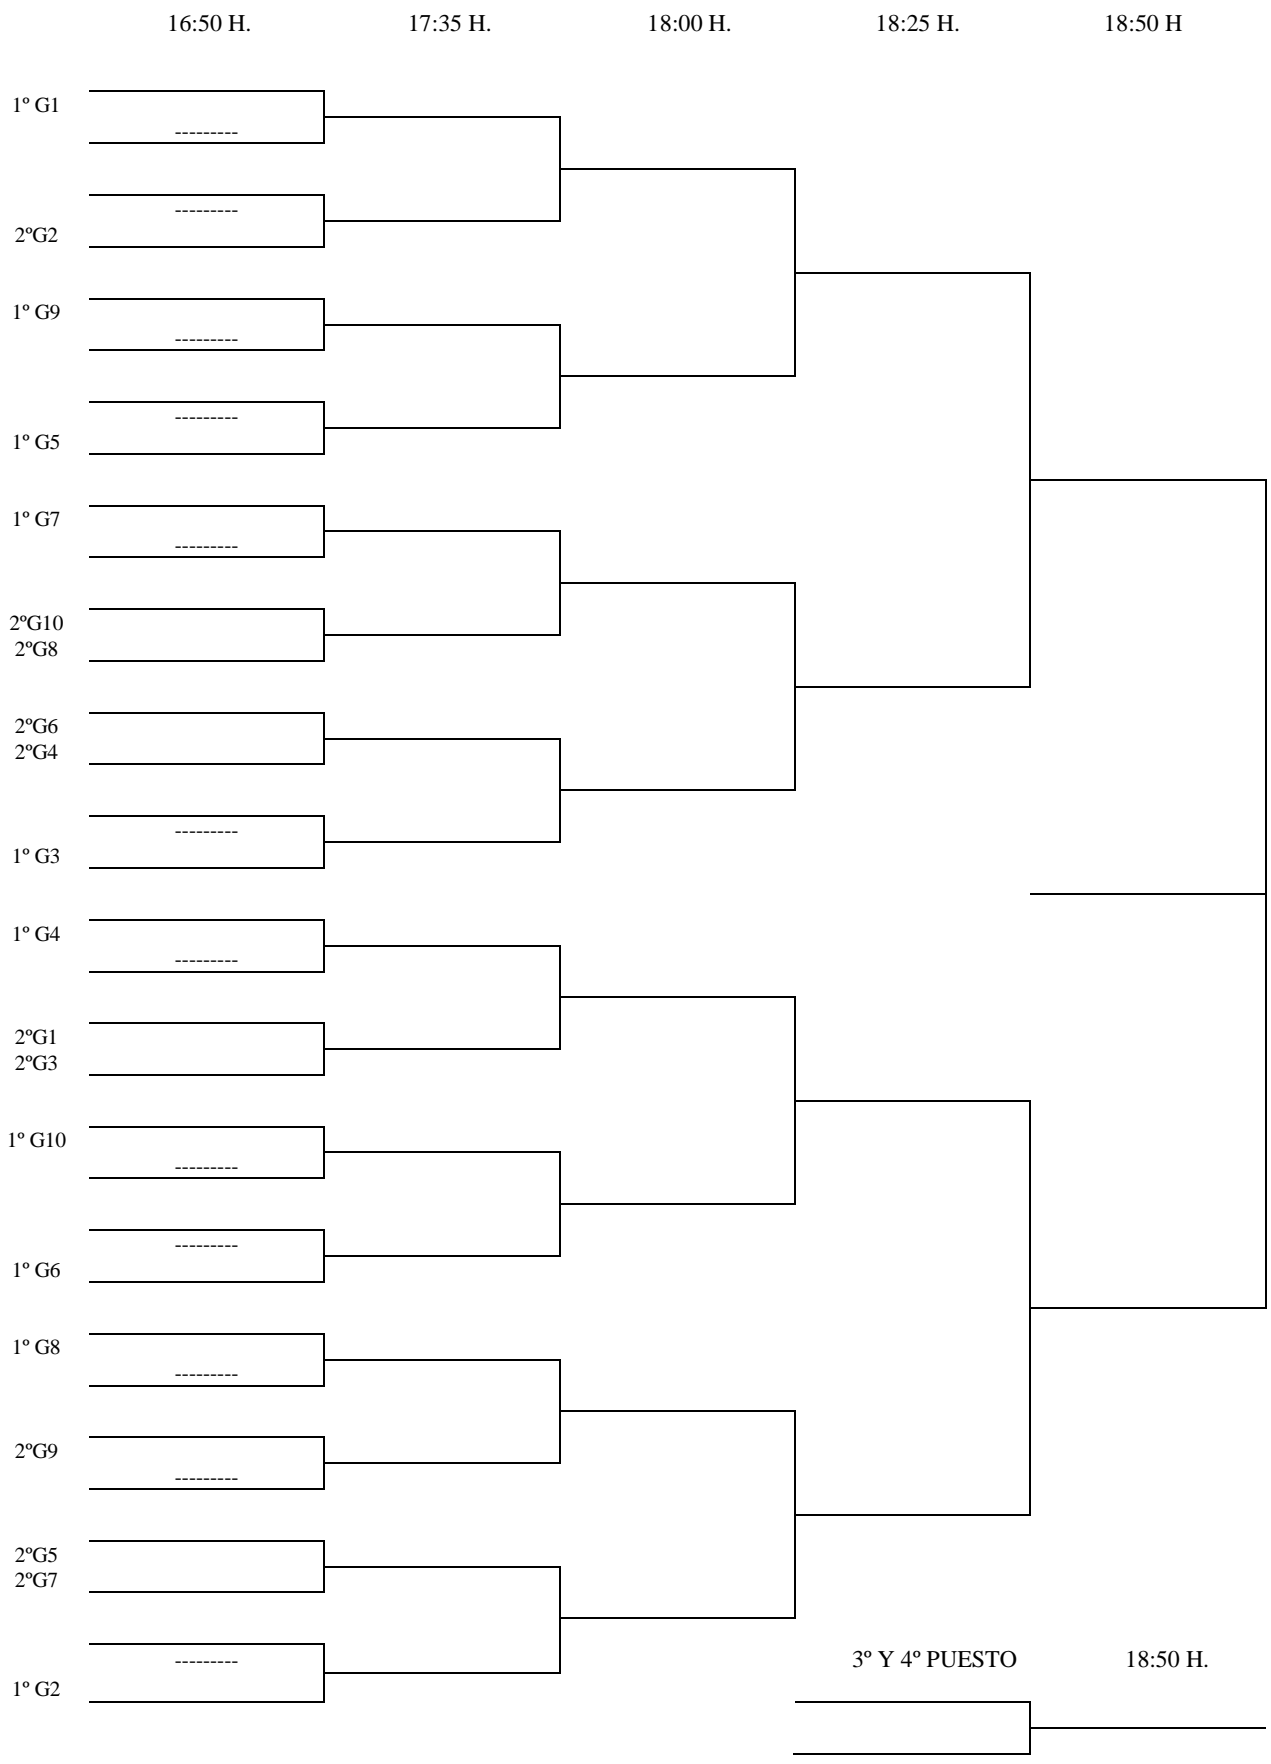 16:50 H. 17:35 H. 18:00 H. 18:25 H. 18:50 H
1º G1
---------
---------
2ºG2
1º G9
---------
---------
1º G5
1º G7
---------
2ºG10
2ºG8
2ºG6
2ºG4
---------
1º G3
1º G4
---------
2ºG1
2ºG3
1º G10
---------
---------
1º G6
1º G8
---------
2ºG9
---------
2ºG5
2ºG7
---------
1º G2
3º Y 4º PUESTO 18:50 H.